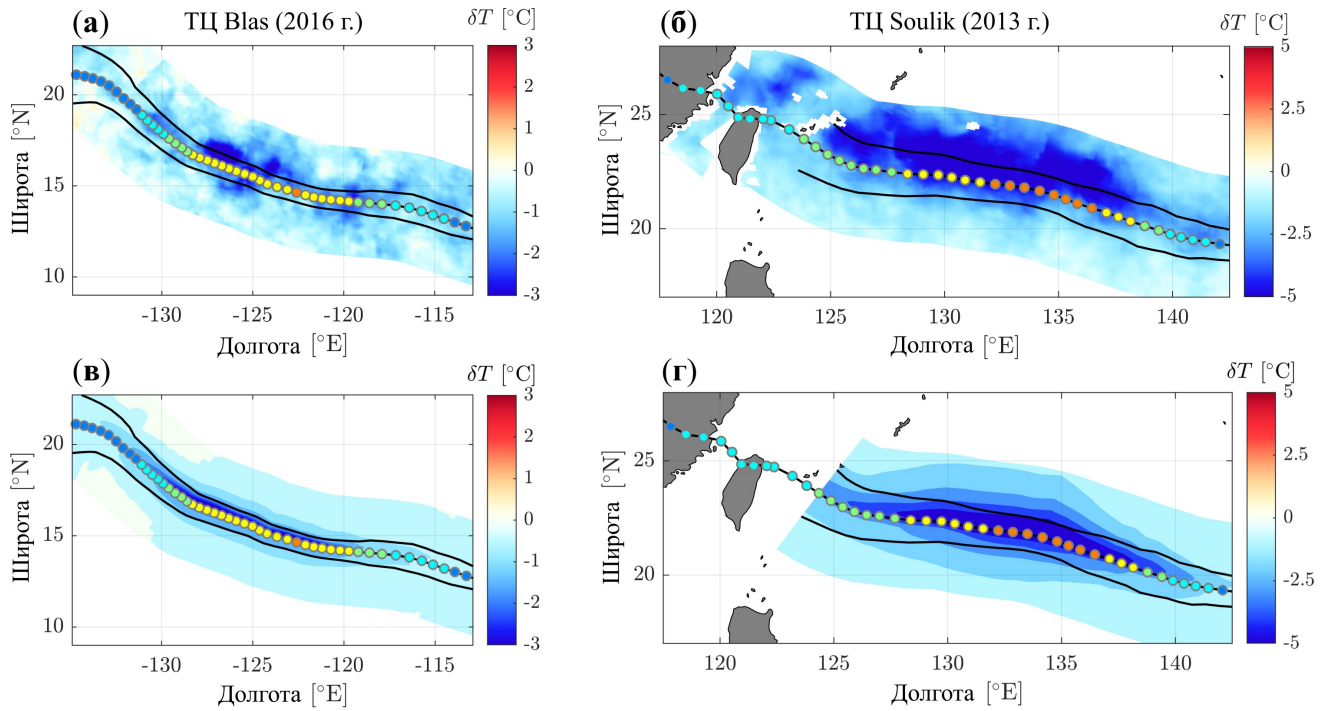 (а) ТЦ Blas (2016 г.) δT [°C]
3
2
1
0
-1
-2
-3
20
15
10
Широта [°N]
-130 -125 -120 -115
Долгота [°E]
(б) ТЦ Soulik (2013 г.) δT [°C]
5
2.5
0
-2.5
-5
25
20
Широта [°N]
120 125 130 135 140
Долгота [°E]
(в) δT [°C]
3
2
1
0
-1
-2
-3
20
15
10
Широта [°N]
-130 -125 -120 -115
Долгота [°E]
(г) δT [°C]
5
2.5
0
-2.5
-5
25
20
Широта [°N]
120 125 130 135 140
Долгота [°E]